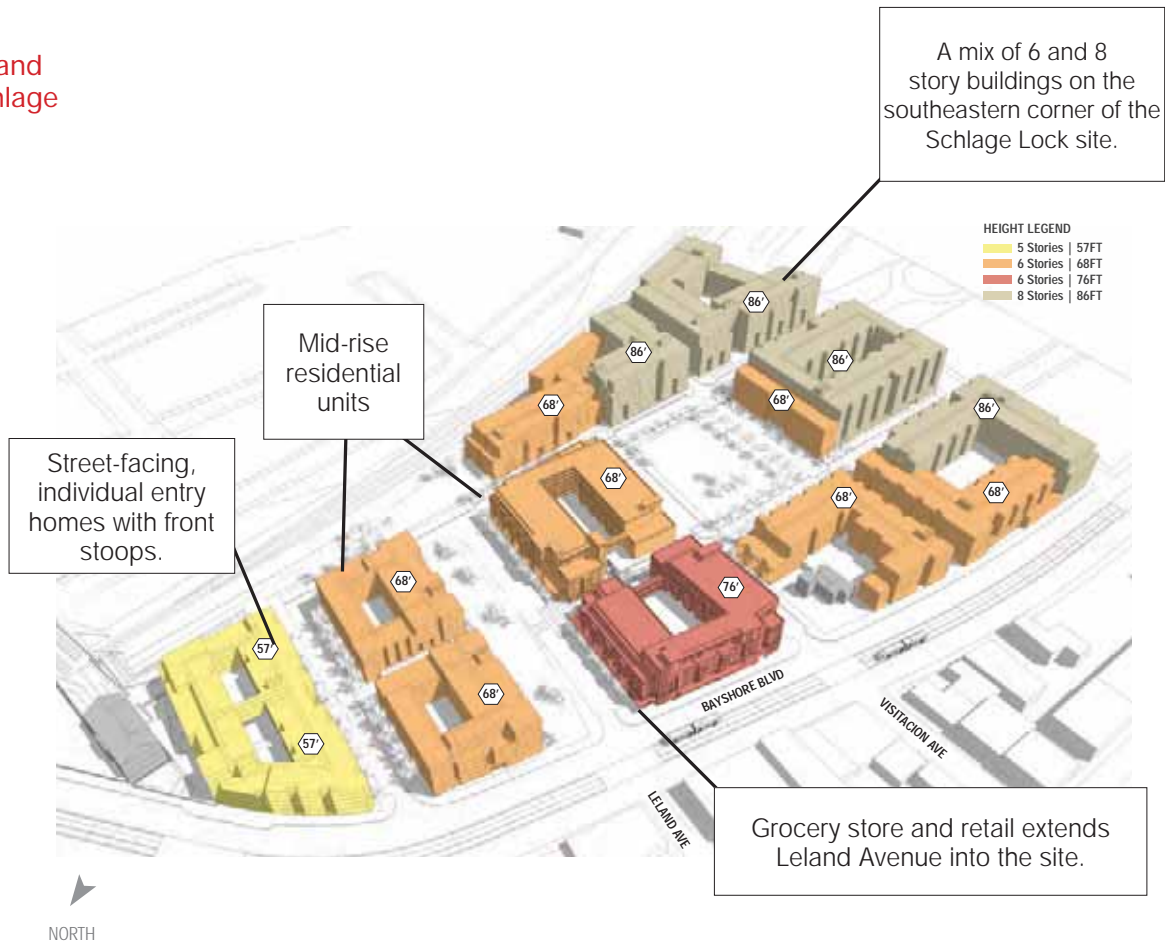 and
hlage
A mix of 6 and 8
story buildings on the
southeastern corner of the
Schlage Lock site.
HEIGHT LEGEND
5 Stories | 57FT
6 Stories | 68FT
6 Stories | 76FT
8 Stories | 86FT
Mid-rise
residential
units
Street-facing,
individual entry
homes with front
stoops.
86'
86'
86'
68'
68'
86'
68'
68'
68'
68'
76'
57'
68'
57'
BAYSHORE BLVD
VISITACION AVE
LELAND AVE
Grocery store and retail extends
Leland Avenue into the site.
NORTH